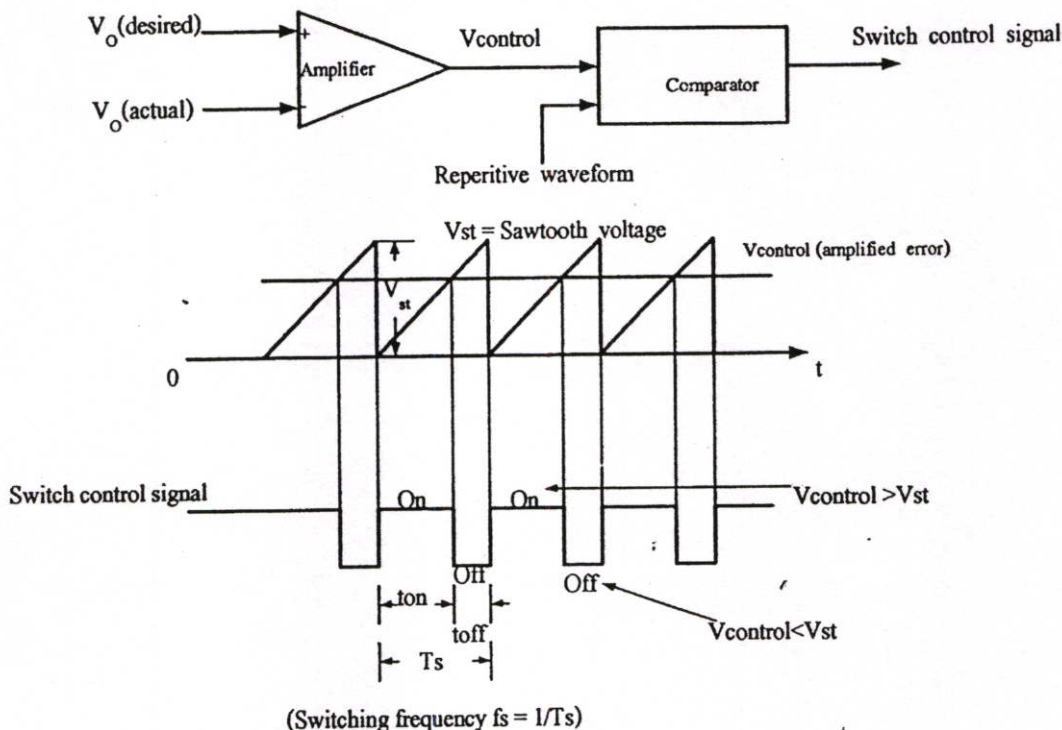 Vo(desired)
+
Amplifier
-
Vo(actual)
Vcontrol
Comparator
Switch control signal
Reperitive waveform
Vst = Sawtooth voltage
Vcontrol (amplified error)
Vst
0
t
Switch control signal
On
On
Vcontrol >Vst
Off
Off
ton
toff
Vcontrol<Vst
Ts
(Switching frequency fs = 1/Ts)